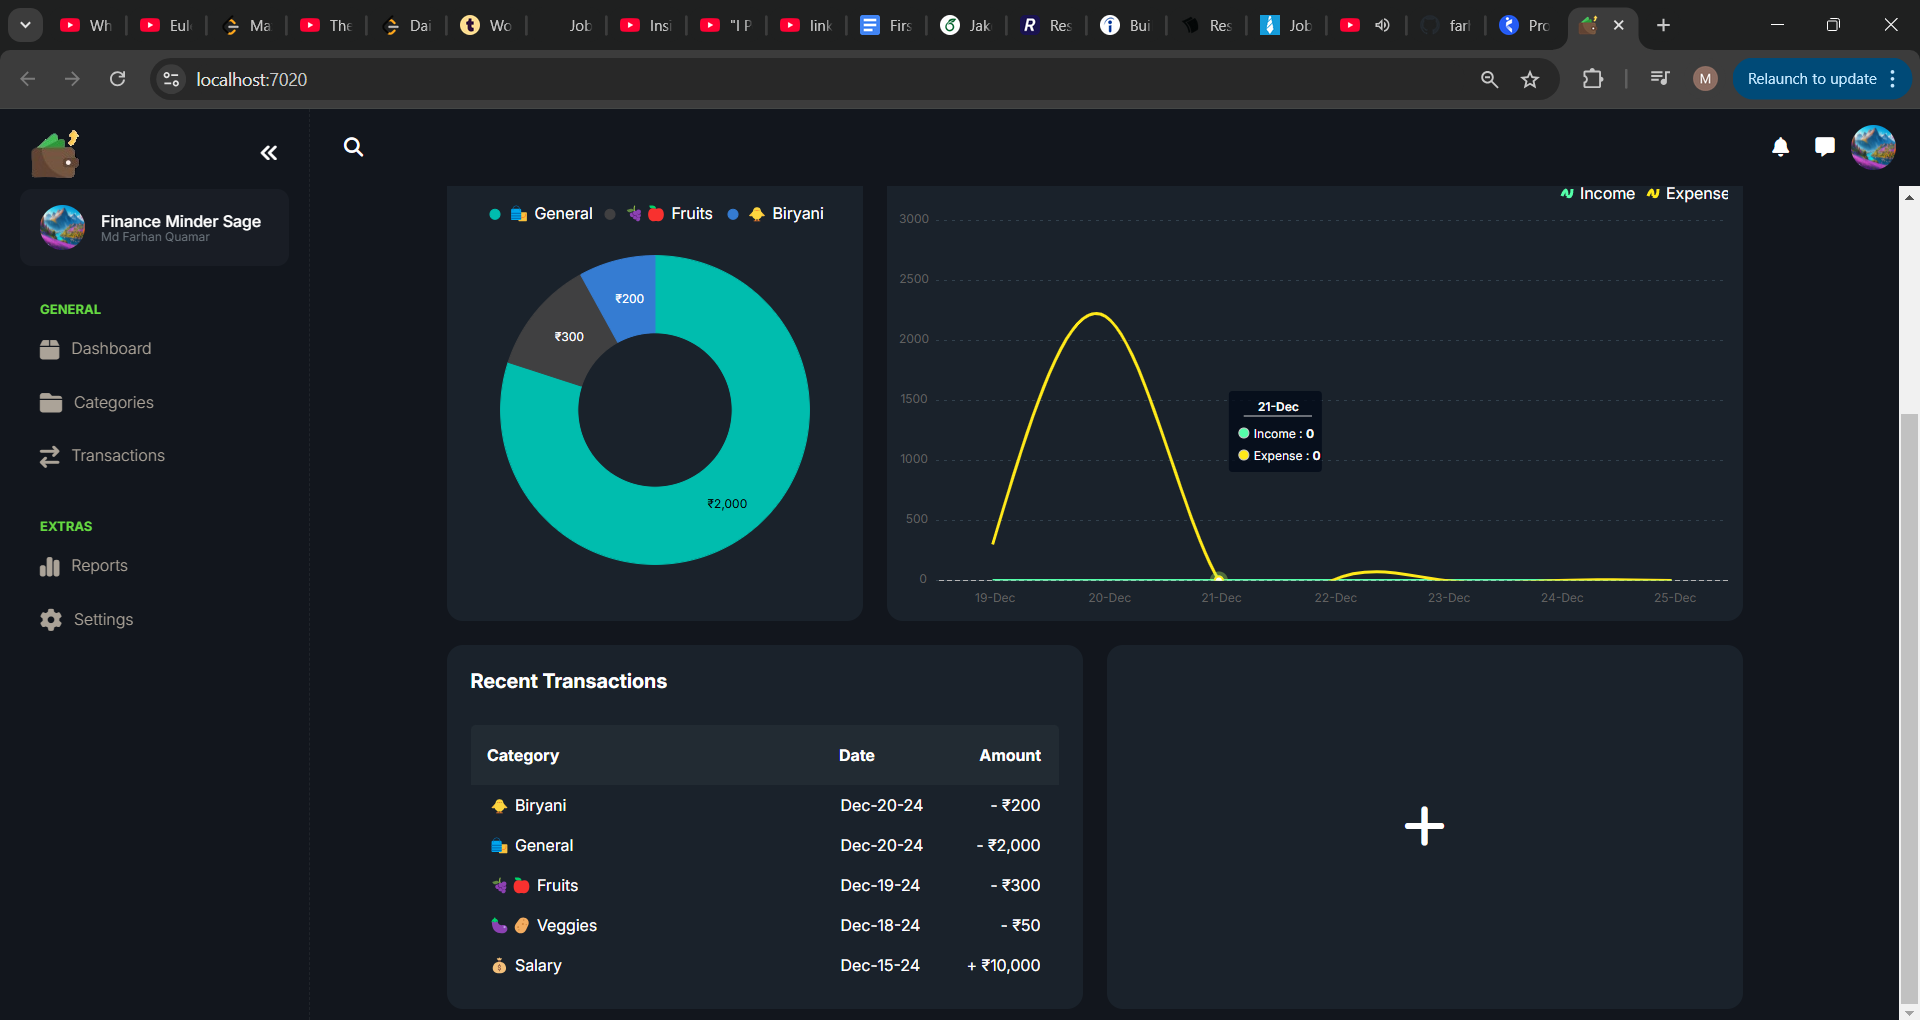 Wh
Eul
Ma
The
Dai
Wo
Job
Insi
"I P
link
Firs
Jak
Res
Bui
Res
Job
farl
Pro
localhost:7020
M
Relaunch to update
Finance Minder Sage
Md Farhan Quamar
GENERAL
Dashboard
Categories
Transactions
EXTRAS
Reports
Settings
General Fruits Biryani
₹200
₹300
₹2,000
Income Expense
3000
2500
2000
1500
1000
500
0
19-Dec 20-Dec 21-Dec 22-Dec 23-Dec 24-Dec 25-Dec
21-Dec
Income : 0
Expense : 0
Recent Transactions
Category Date Amount
Biryani Dec-20-24 - ₹200
General Dec-20-24 - ₹2,000
Fruits Dec-19-24 - ₹300
Veggies Dec-18-24 - ₹50
Salary Dec-15-24 + ₹10,000